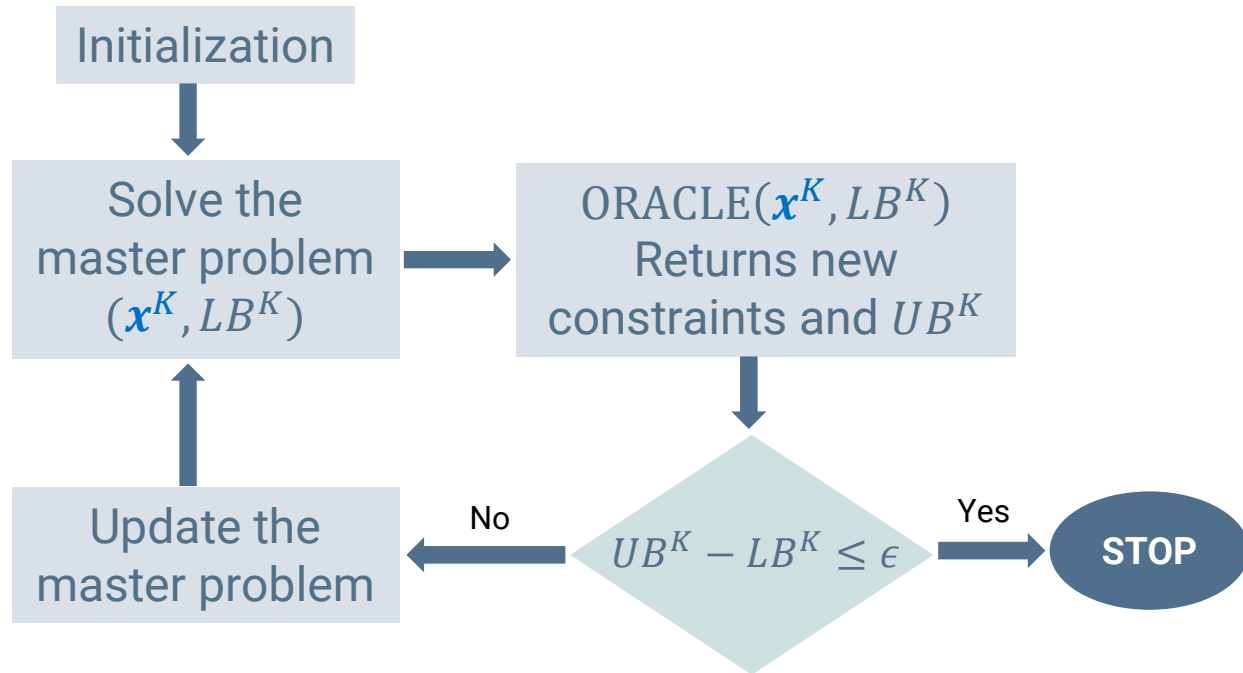 Initialization
Solve the
master problem
(𝒙^K, LB^K)
ORACLE(𝒙^K, LB^K)
Returns new
constraints and UB^K
UB^K − LB^K ≤ ϵ
No
Yes
Update the
master problem
STOP